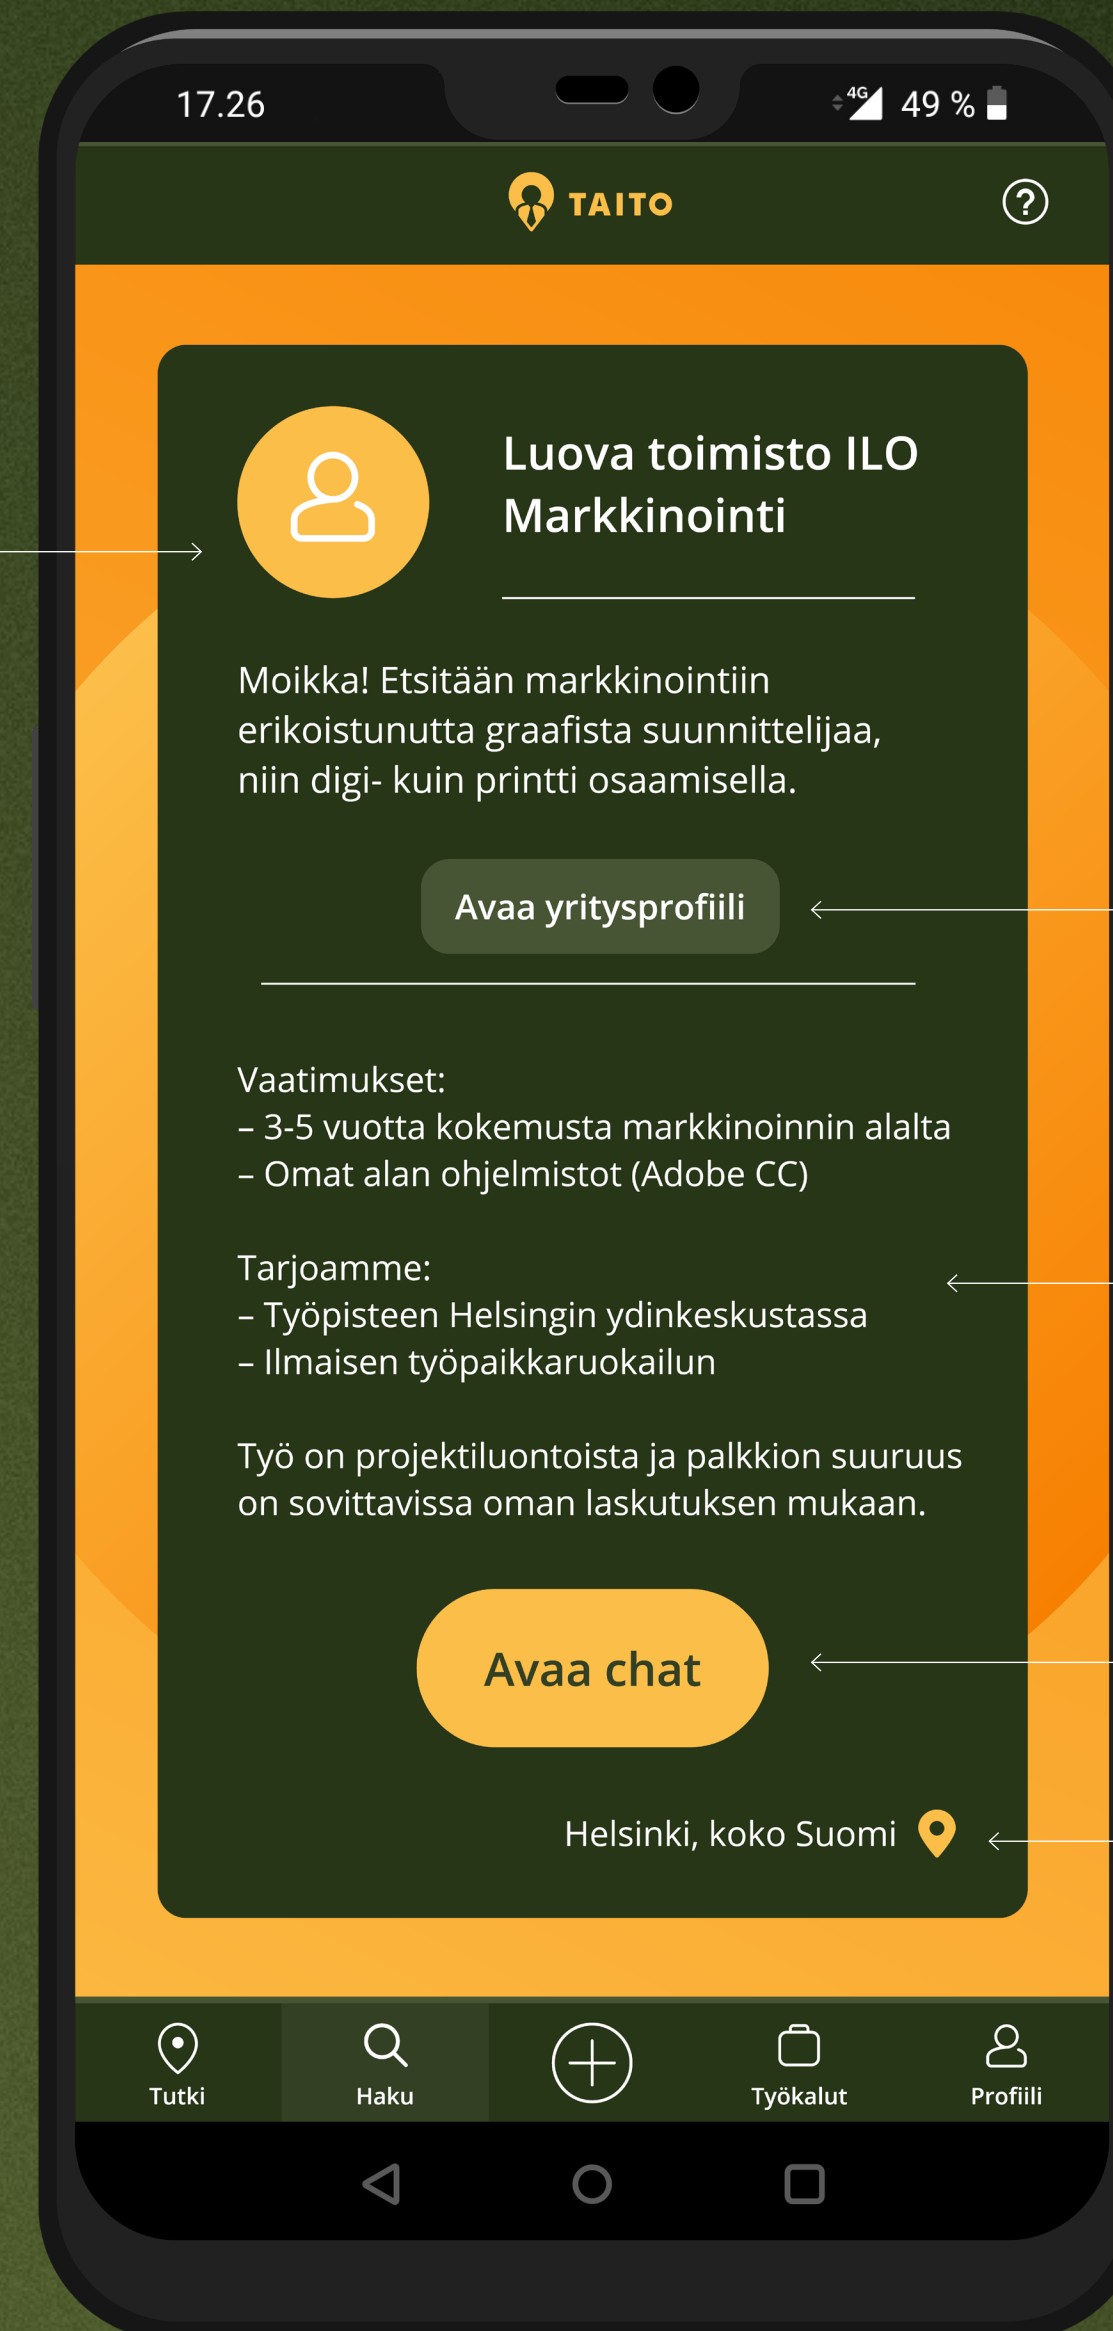 17.26
4G 49 %
TAITO
?
Luova toimisto ILO
Markkinointi
Moikka! Etsitään markkinointiin
erikoistunutta graafista suunnittelijaa,
niin digi- kuin printti osaamisella.
Avaa yritysprofiili
Vaatimukset:
– 3-5 vuotta kokemusta markkinoinnin alalta
– Omat alan ohjelmistot (Adobe CC)
Tarjoamme:
– Työpisteen Helsingin ydinkeskustassa
– Ilmaisen työpaikkaruokailun
Työ on projektiluontoista ja palkkion suuruus
on sovittavissa oman laskutuksen mukaan.
Avaa chat
Helsinki, koko Suomi
Tutki Haku Työkalut Profiili